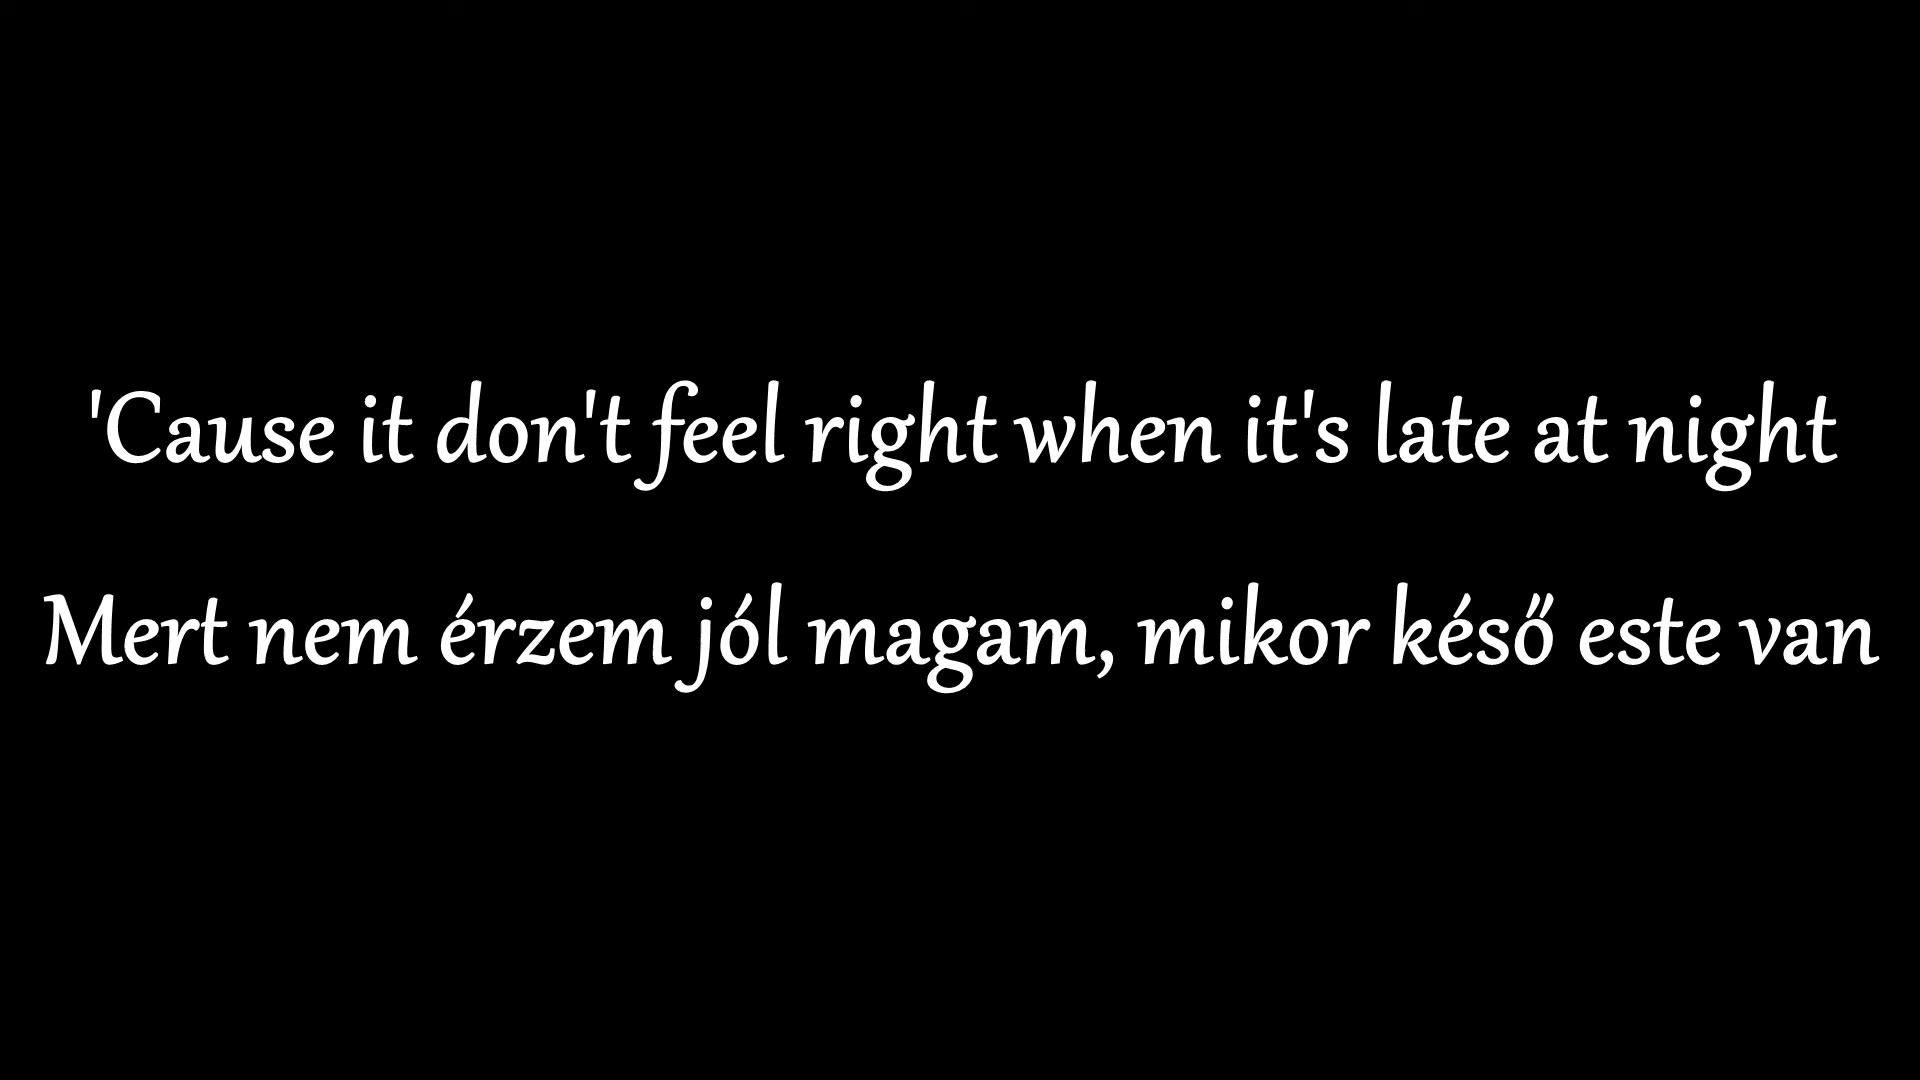 'Cause it don't feel right when it's late at night
Mert nem érzem jól magam, mikor késő este van